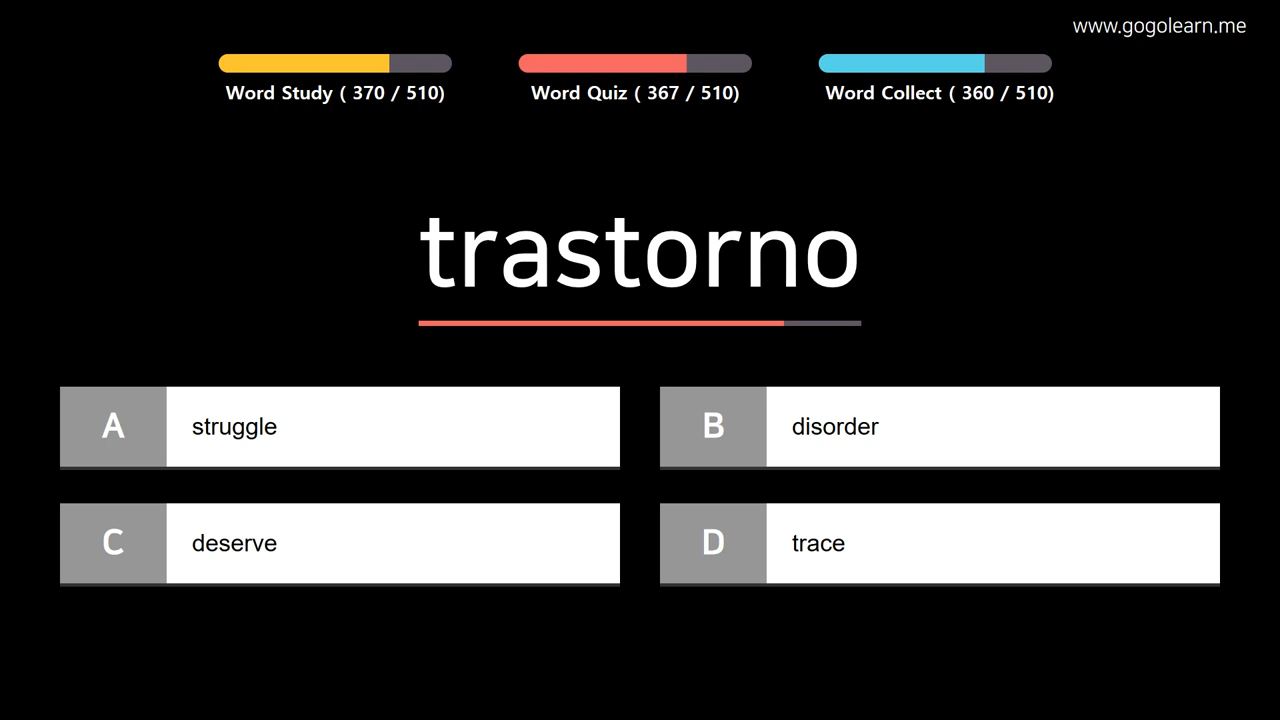 www.gogolearn.me
Word Study ( 370 / 510)
Word Quiz ( 367 / 510)
Word Collect ( 360 / 510)
trastorno
A struggle
B disorder
C deserve
D trace